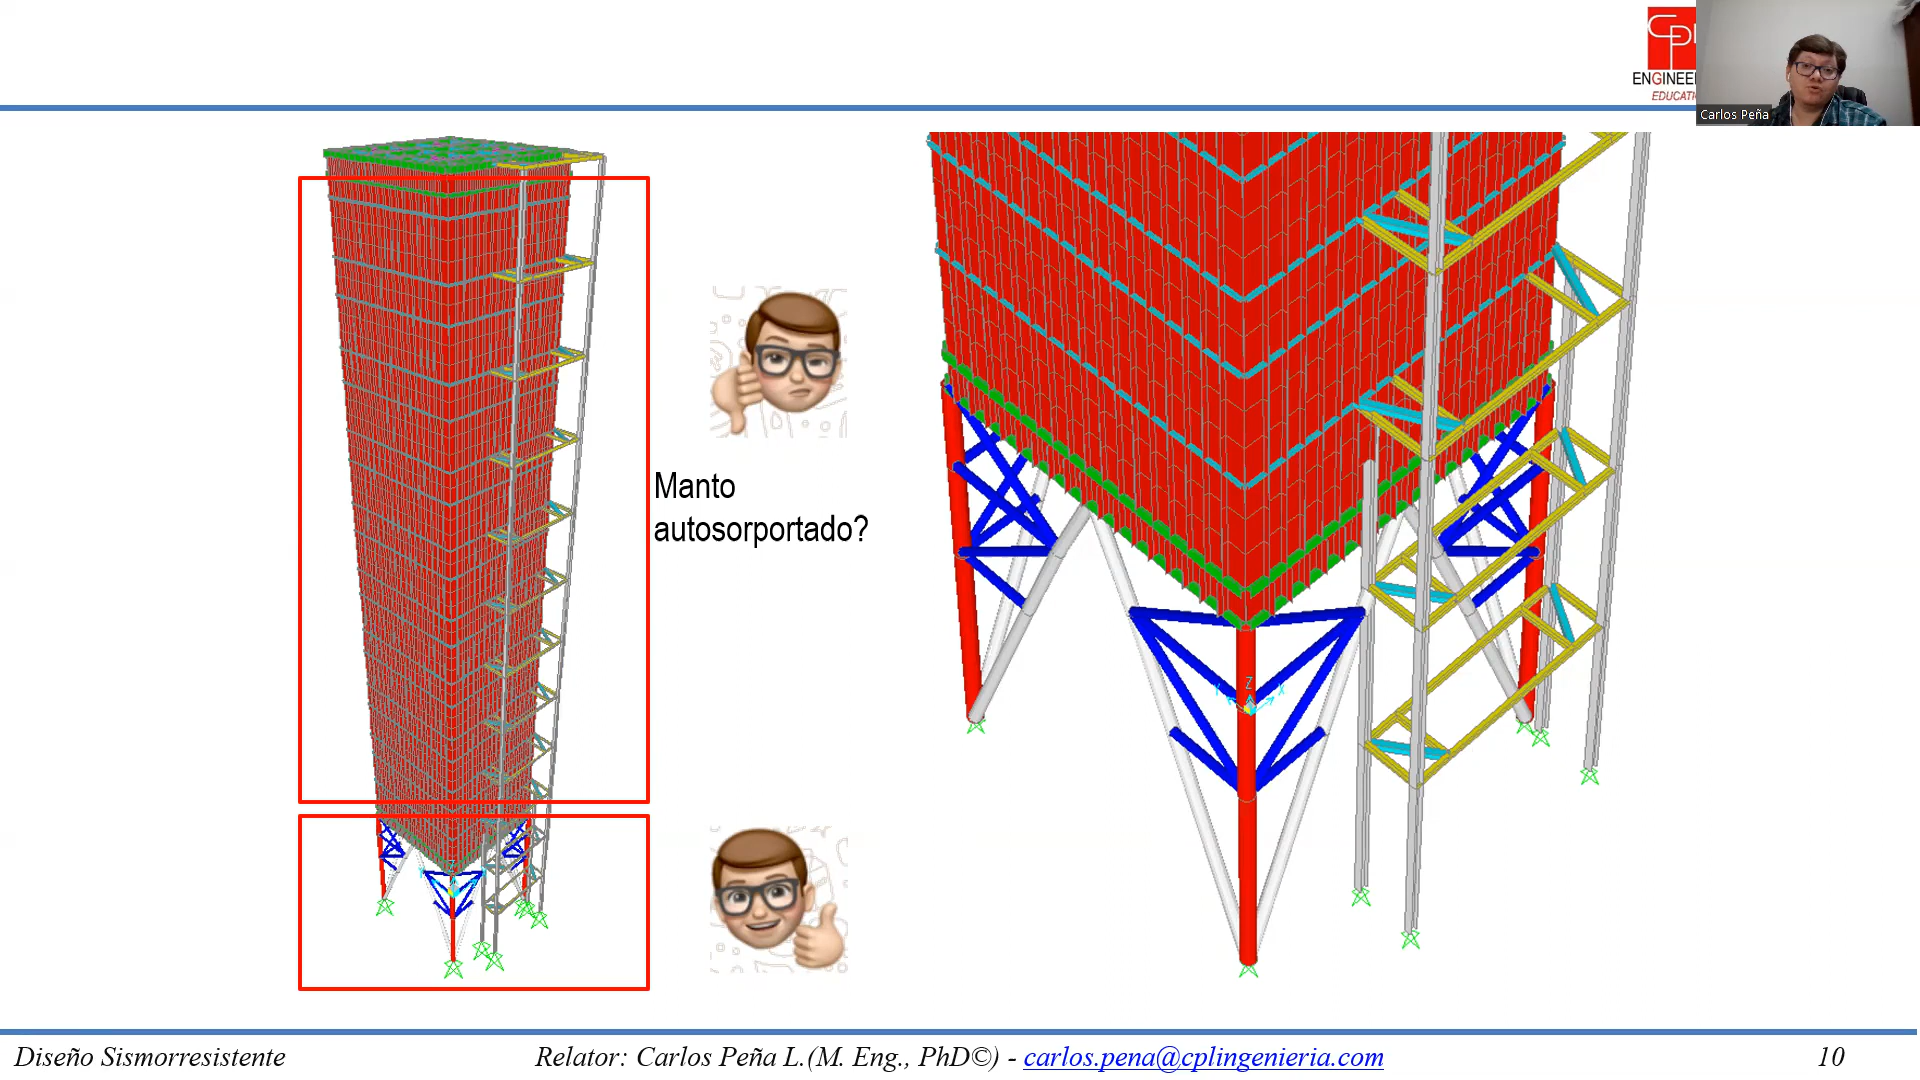 ENGINEE
EDUCATI
Carlos Peña
Manto
autosorportado?
Z
X
Diseño Sismorresistente
Relator: Carlos Peña L.(M. Eng., PhD©) - carlos.pena@cplingenieria.com
10